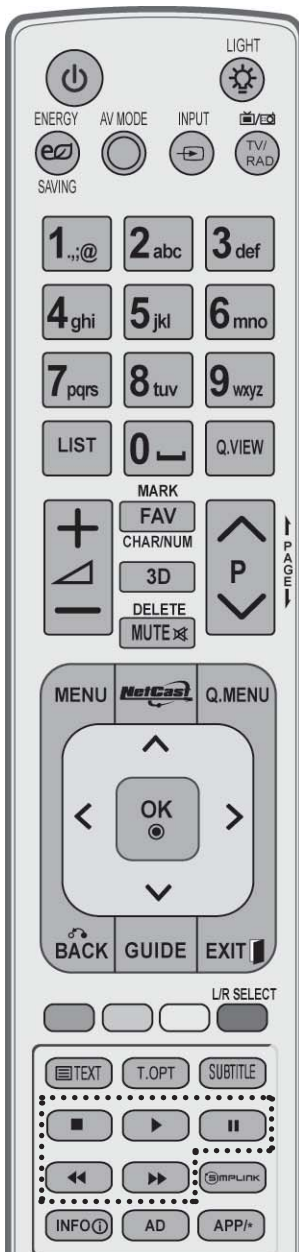 LIGHT
ENERGY AV MODE INPUT
TV/
RAD
SAVING
1.,;@ 2abc 3def
4ghi 5jkl 6mno
7pqrs 8tuv 9wxyz
LIST 0 Q.VIEW
MARK
FAV
CHAR/NUM
3D
P
PAGE
DELETE
MUTE
MENU NetCast Q.MENU
OK
BACK GUIDE EXIT
L/R SELECT
TEXT T.OPT SUBTITLE
SIMPLINK
INFO i AD APP/*